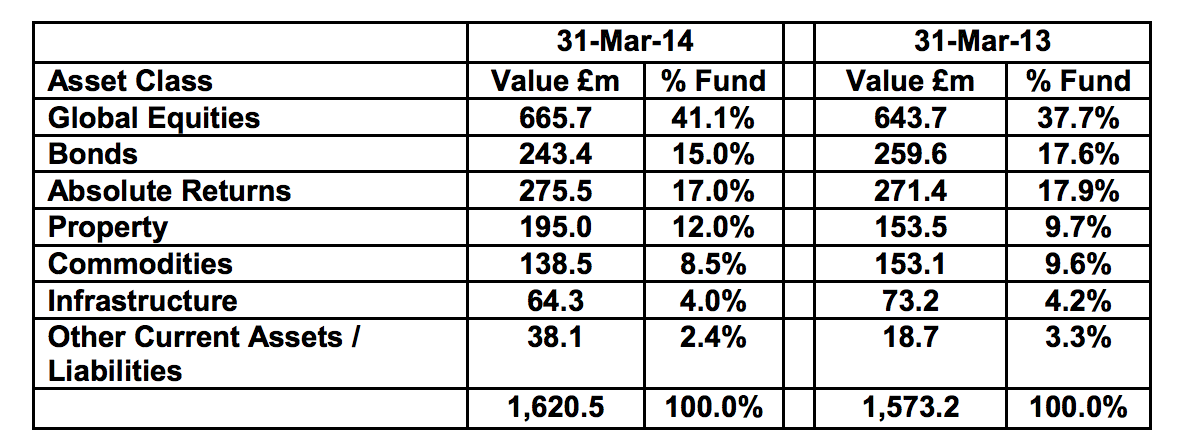 31-Mar-14 31-Mar-13
Asset Class Value £m % Fund Value £m % Fund
Global Equities 665.7 41.1% 643.7 37.7%
Bonds 243.4 15.0% 259.6 17.6%
Absolute Returns 275.5 17.0% 271.4 17.9%
Property 195.0 12.0% 153.5 9.7%
Commodities 138.5 8.5% 153.1 9.6%
Infrastructure 64.3 4.0% 73.2 4.2%
Other Current Assets / 38.1 2.4% 18.7 3.3%
Liabilities
1,620.5 100.0% 1,573.2 100.0%